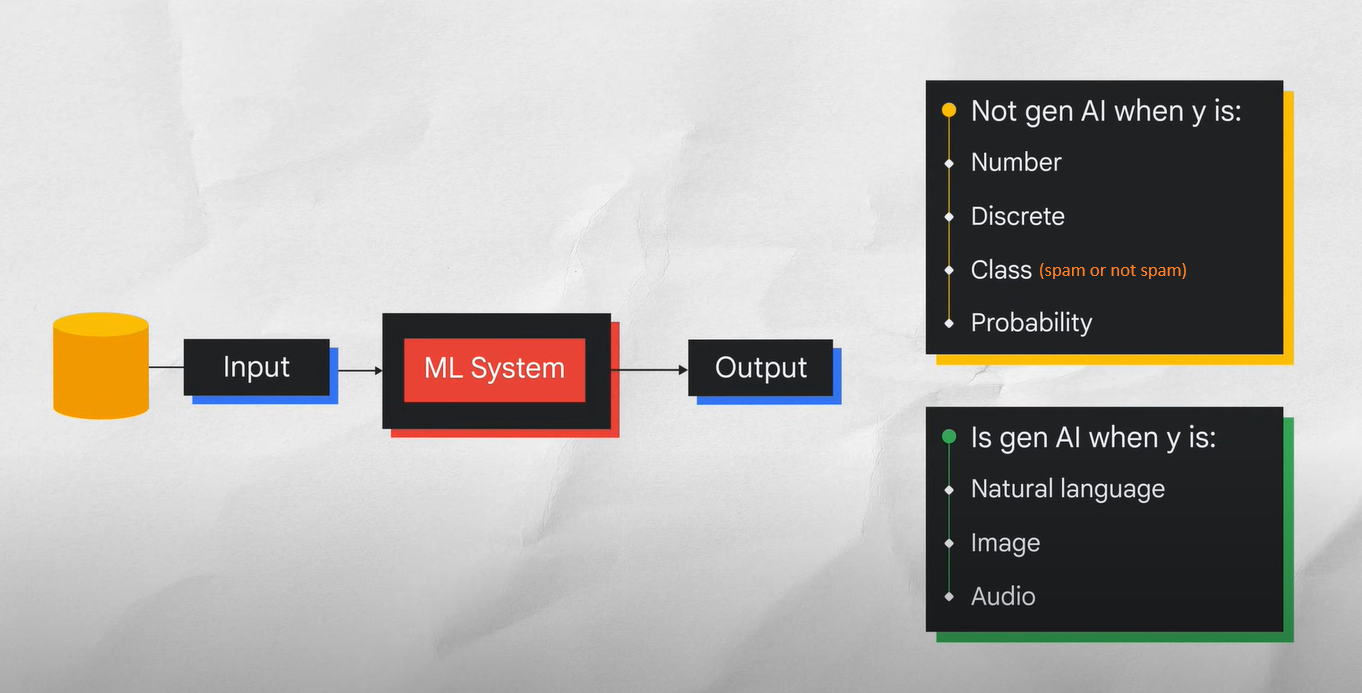 Input
ML System
Output
Not gen AI when y is:
Number
Discrete
Class (spam or not spam)
Probability
Is gen AI when y is:
Natural language
Image
Audio